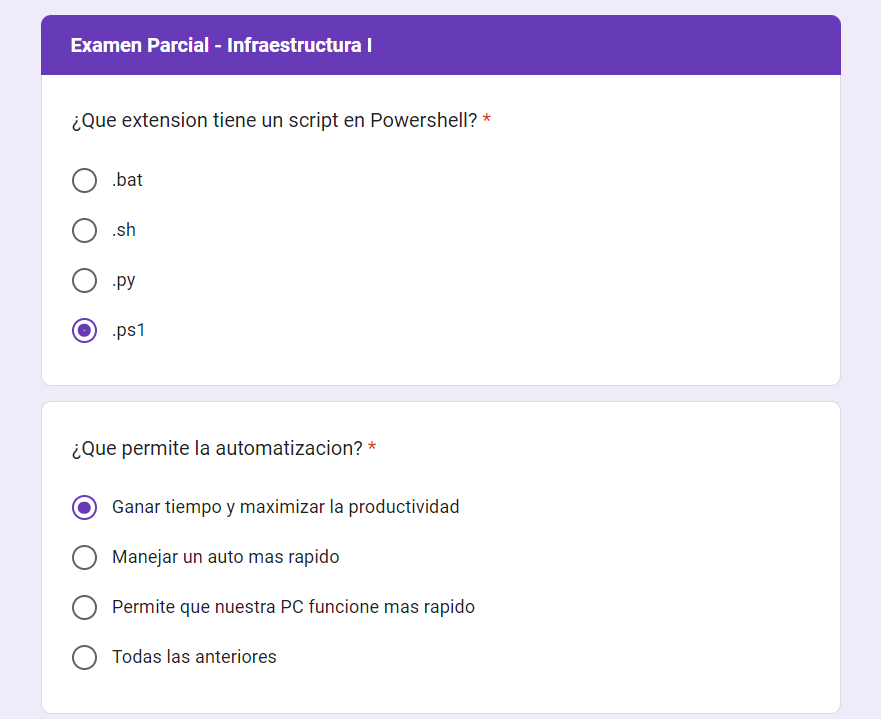 Examen Parcial - Infraestructura I
¿Que extension tiene un script en Powershell? *
.bat
.sh
.py
.ps1
¿Que permite la automatizacion? *
Ganar tiempo y maximizar la productividad
Manejar un auto mas rapido
Permite que nuestra PC funcione mas rapido
Todas las anteriores